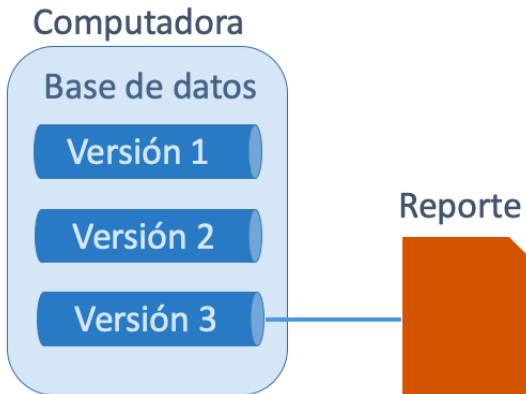 Computadora
Base de datos
Versión 1
Versión 2
Reporte
Versión 3